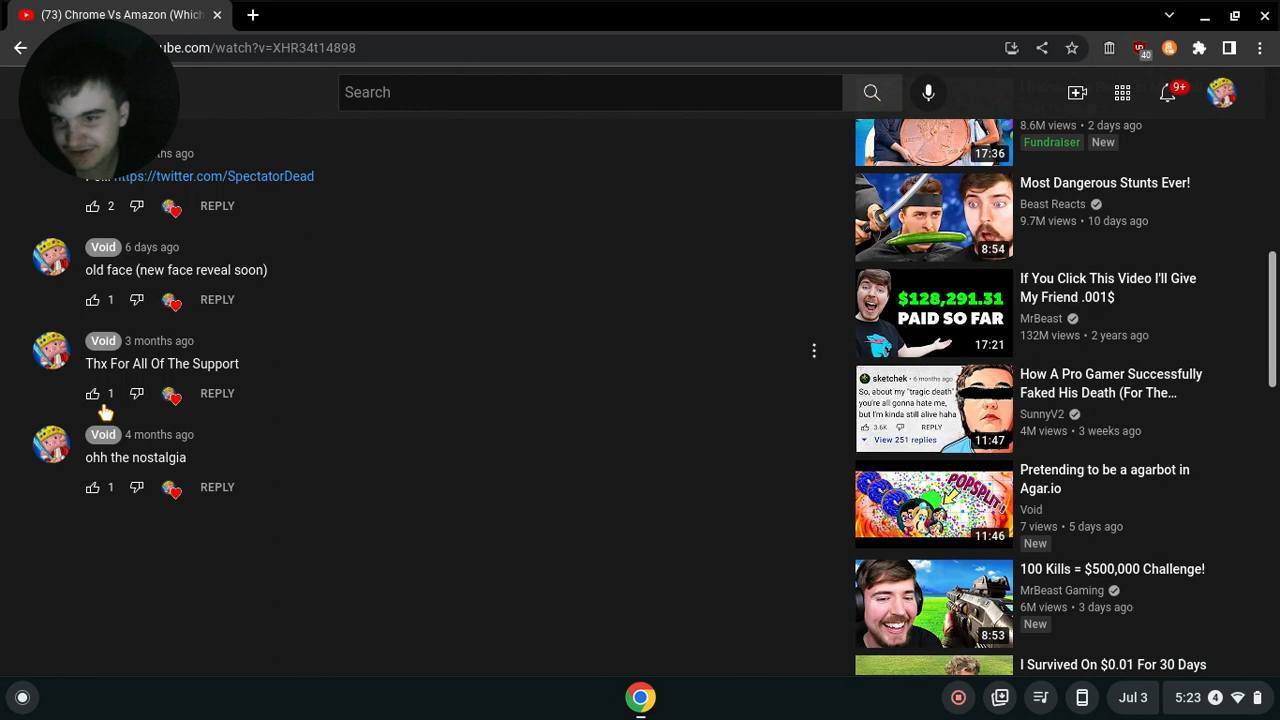 (73) Chrome Vs Amazon (Which
ube.com/watch?v=XHR34t14898
40
Search
9+
hs ago
https://twitter.com/SpectatorDead
2
REPLY
Void 6 days ago
old face (new face reveal soon)
1
REPLY
Void 3 months ago
Thx For All Of The Support
1
REPLY
Void 4 months ago
ohh the nostalgia
1
REPLY
8.6M views • 2 days ago
Fundraiser New
17:36
Most Dangerous Stunts Ever!
Beast Reacts
9.7M views • 10 days ago
8:54
If You Click This Video I'll Give
My Friend .001$
MrBeast
132M views • 2 years ago
$128,291.31
PAID SO FAR
17:21
How A Pro Gamer Successfully
Faked His Death (For The...
SunnyV2
4M views • 3 weeks ago
sketchek • 6 months ago
So, about my "tragic death"
you're all gonna hate me,
but I'm kinda still alive haha
3.6K REPLY
View 251 replies
11:47
Pretending to be a agarbot in
Agar.io
Void
7 views • 5 days ago
New
POPSPLIT!
11:46
100 Kills = $500,000 Challenge!
MrBeast Gaming
6M views • 3 days ago
New
8:53
I Survived On $0.01 For 30 Days
Jul 3
5:23
4